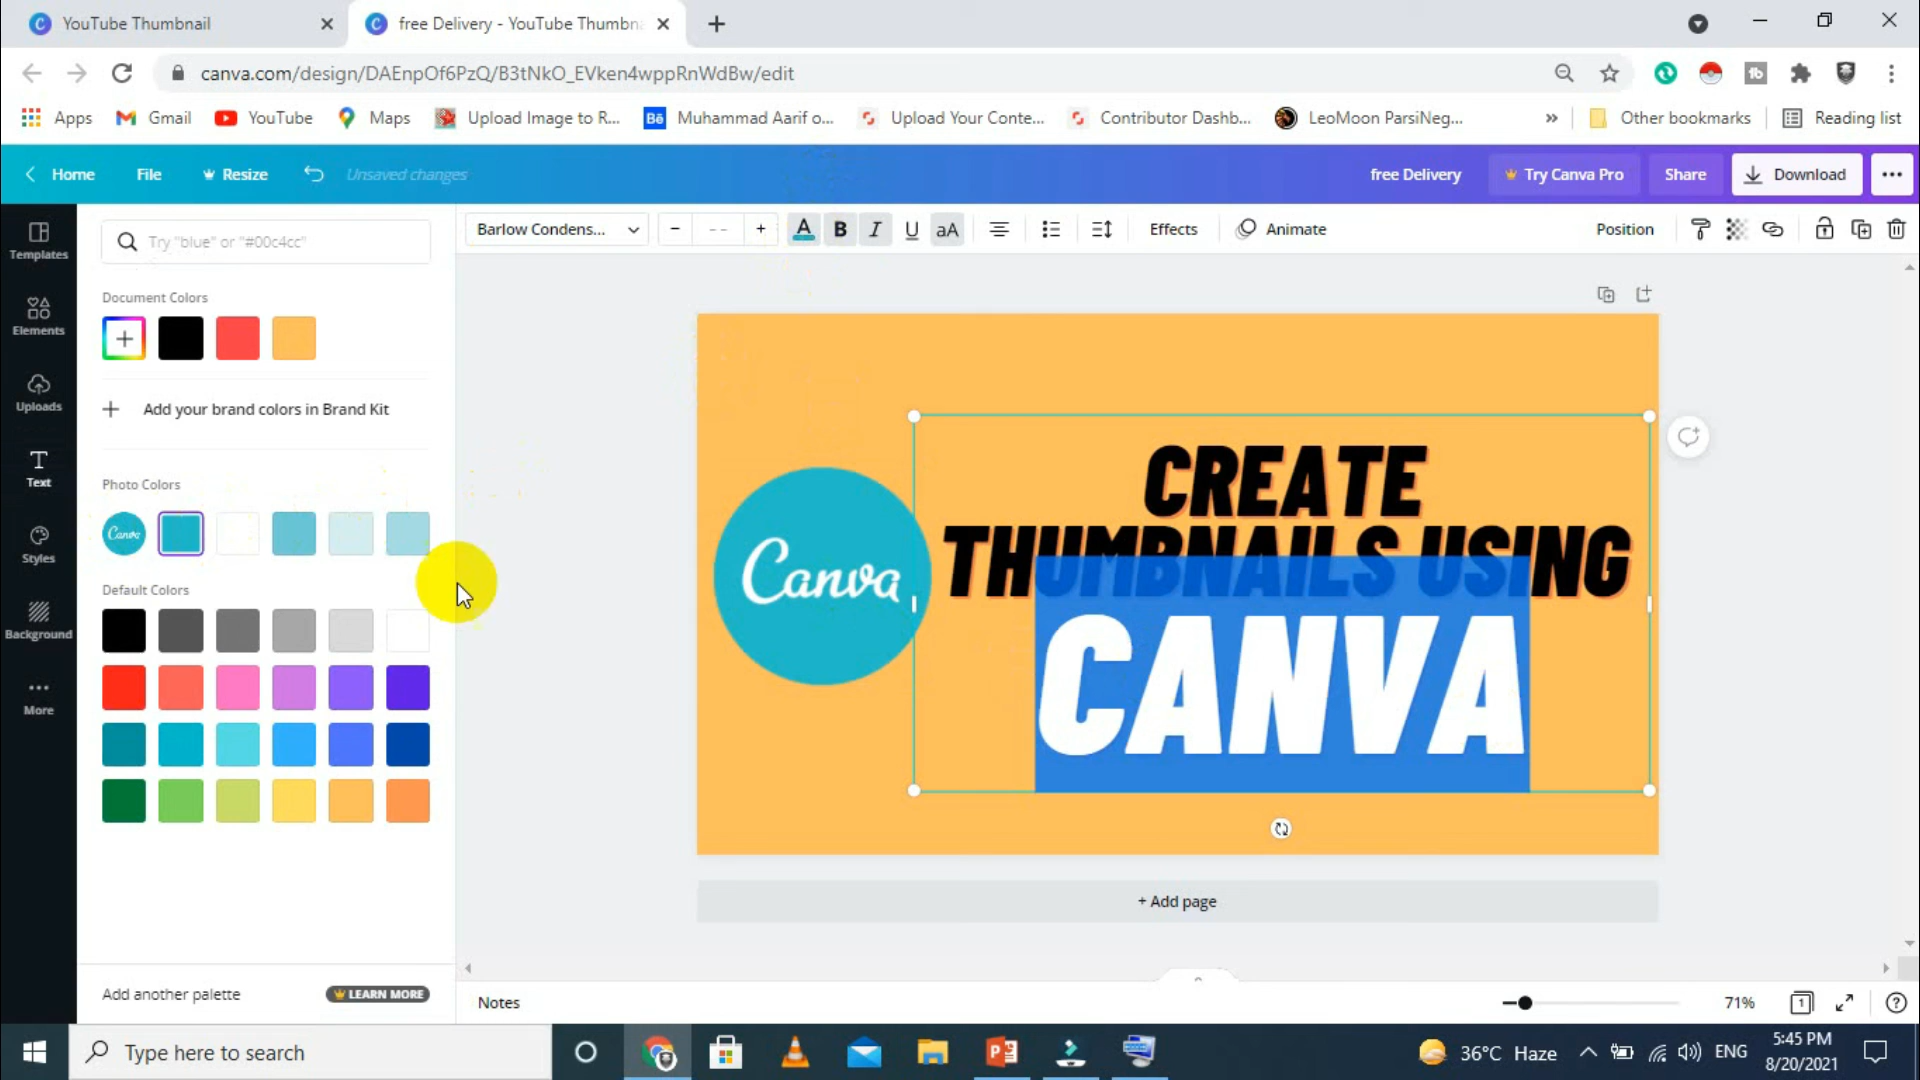 YouTube Thumbnail
free Delivery - YouTube Thumbna
canva.com/design/DAEnpOf6PzQ/B3tNkO_EVken4wppRnWdBw/edit
Apps Gmail YouTube Maps Upload Image to R... Bē Muhammad Aarif o... Upload Your Conte... Contributor Dashb... LeoMoon ParsiNeg... » Other bookmarks Reading list
Home File Resize Unsaved changes free Delivery Try Canva Pro Share Download
Templates
Elements
Uploads
Text
Styles
Background
More
Try "blue" or "#00c4cc"
Document Colors
Add your brand colors in Brand Kit
Photo Colors
Canva
Default Colors
Add another palette LEARN MORE
Barlow Condens... - -- + A B I U aA Effects Animate Position
Canva
CREATE
THUMBNAILS USING
CANVA
+ Add page
Notes 71% 1
Type here to search
36°C Haze ENG
5:45 PM
8/20/2021